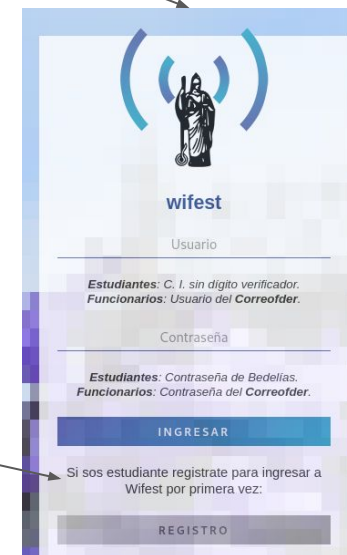 wifest
Usuario
Estudiantes: C. I. sin dígito verificador.
Funcionarios: Usuario del Correofder.
Contraseña
Estudiantes: Contraseña de Bedelías.
Funcionarios: Contraseña del Correofder.
INGRESAR
Si sos estudiante registrate para ingresar a
Wifest por primera vez:
REGISTRO